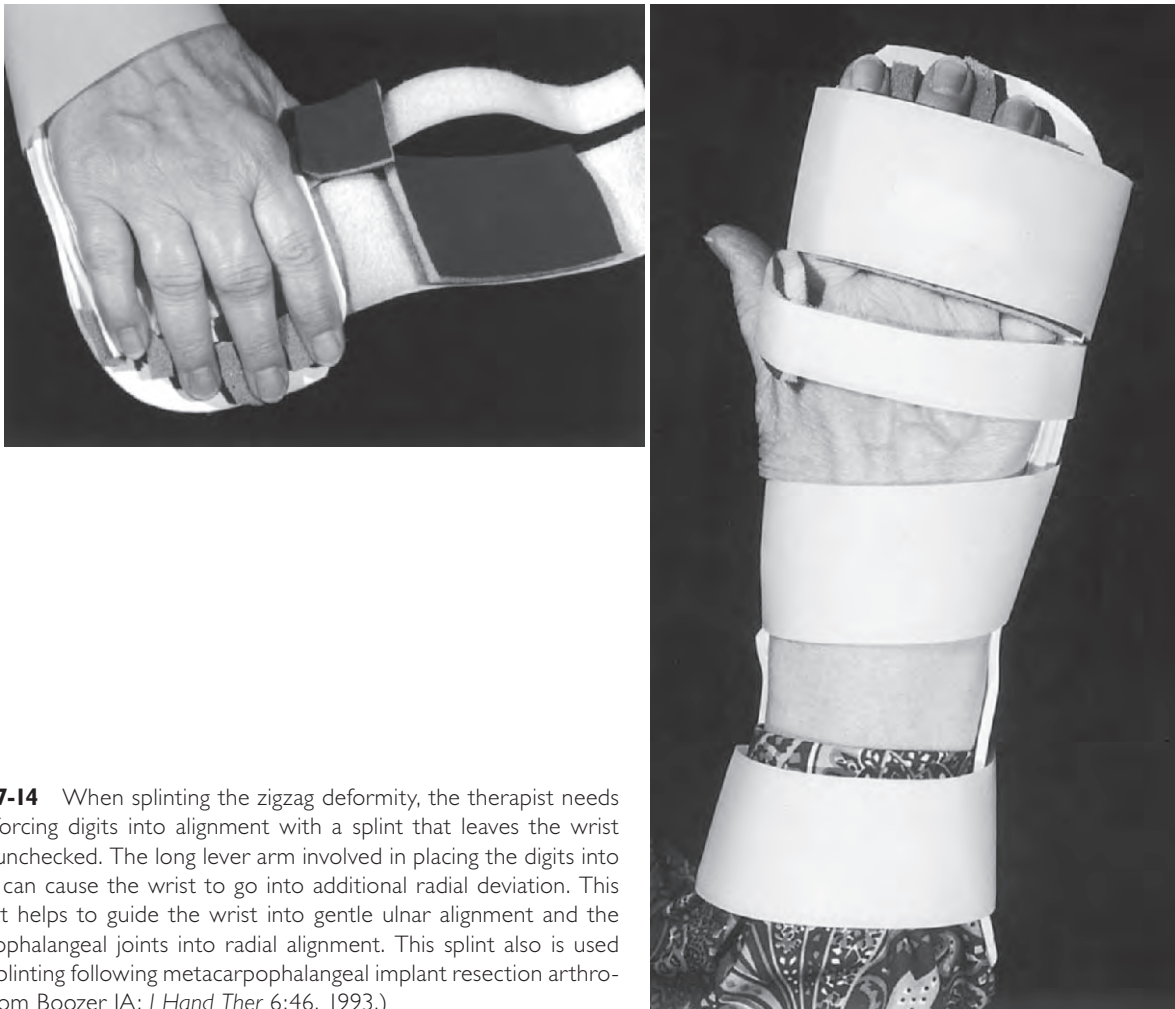 7-14 When splinting the zigzag deformity, the therapist needs
forcing digits into alignment with a splint that leaves the wrist
unchecked. The long lever arm involved in placing the digits into
can cause the wrist to go into additional radial deviation. This
t helps to guide the wrist into gentle ulnar alignment and the
ophalangeal joints into radial alignment. This splint also is used
splinting following metacarpophalangeal implant resection arthro-
om Boozer JA: J Hand Ther 6:46, 1993.)